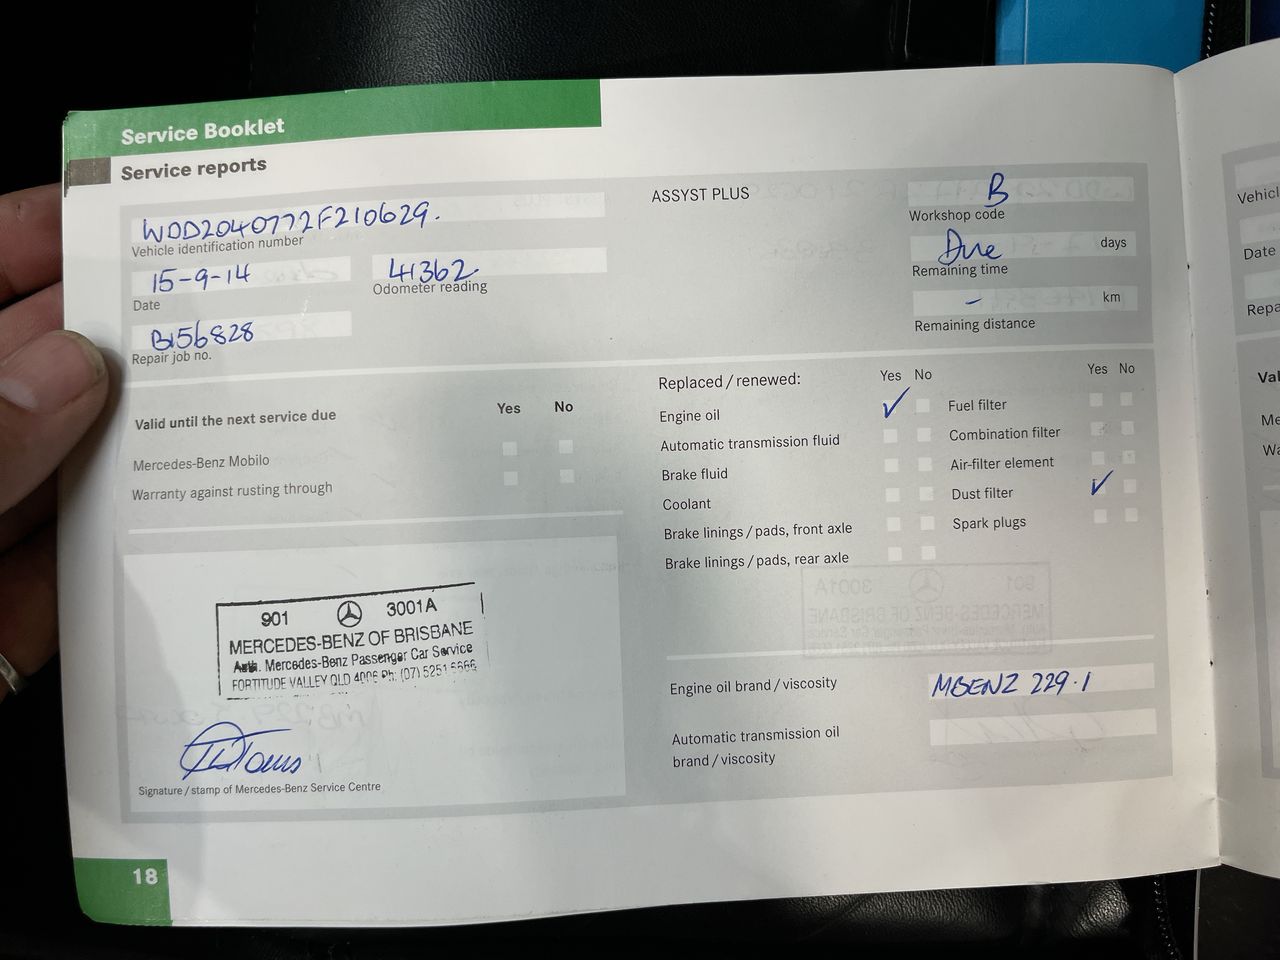 Service Booklet
Service reports
WDD2040772F210629.
Vehicle identification number
15-9-14
Date
41362
Odometer reading
B156828
Repair job no.
ASSYST PLUS
B
Workshop code
Due days
Remaining time
- km
Remaining distance
Valid until the next service due Yes No
Mercedes-Benz Mobilo
Warranty against rusting through
Replaced / renewed: Yes No
Engine oil ✓
Automatic transmission fluid
Brake fluid
Coolant
Brake linings / pads, front axle
Brake linings / pads, rear axle
Yes No
Fuel filter
Combination filter
Air-filter element
Dust filter ✓
Spark plugs
901 3001A
MERCEDES-BENZ OF BRISBANE
Auth. Mercedes-Benz Passenger Car Service
FORTITUDE VALLEY QLD 4006 Ph: (07) 5251
Signature / stamp of Mercedes-Benz Service Centre
Engine oil brand / viscosity
MBENZ 229.1
Automatic transmission oil
brand / viscosity
18
Date